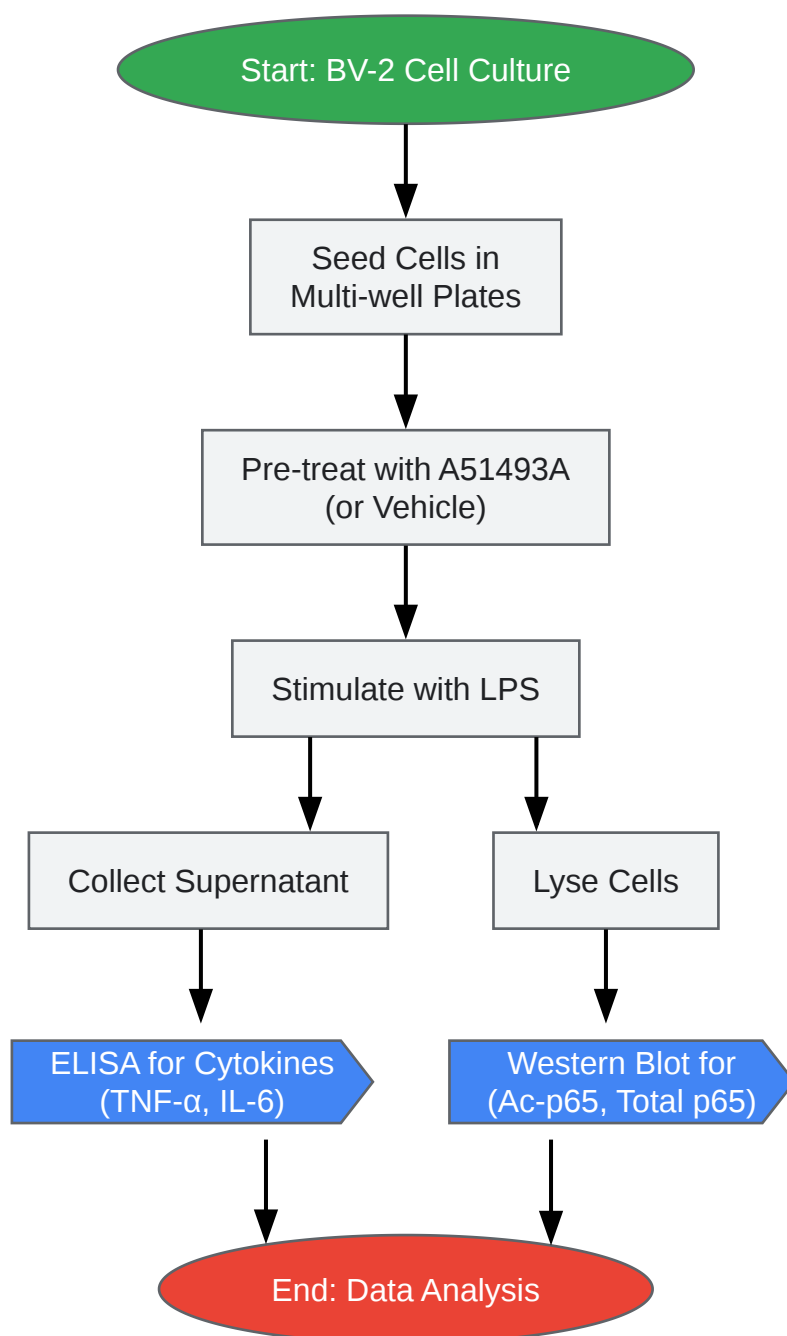 Start: BV-2 Cell Culture
Seed Cells in
Multi-well Plates
Pre-treat with A51493A
(or Vehicle)
Stimulate with LPS
Collect Supernatant
Lyse Cells
ELISA for Cytokines
(TNF-α, IL-6)
Western Blot for
(Ac-p65, Total p65)
End: Data Analysis